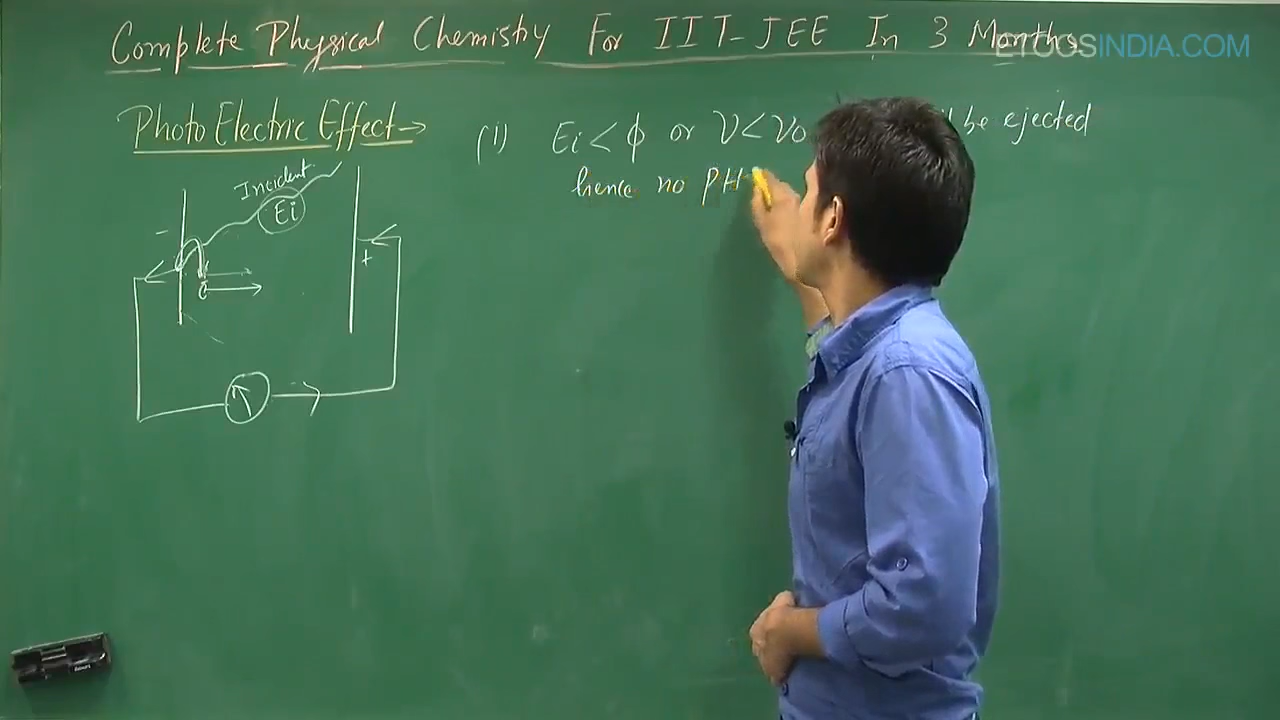 Complete Physical Chemistry For IIT-JEE In 3 Months
ETOOSINDIA.COM
Photo Electric Effect→
(i) Ei < ϕ or ν < ν₀ be ejected
hence no PH
Incident
Ei
-
+
e